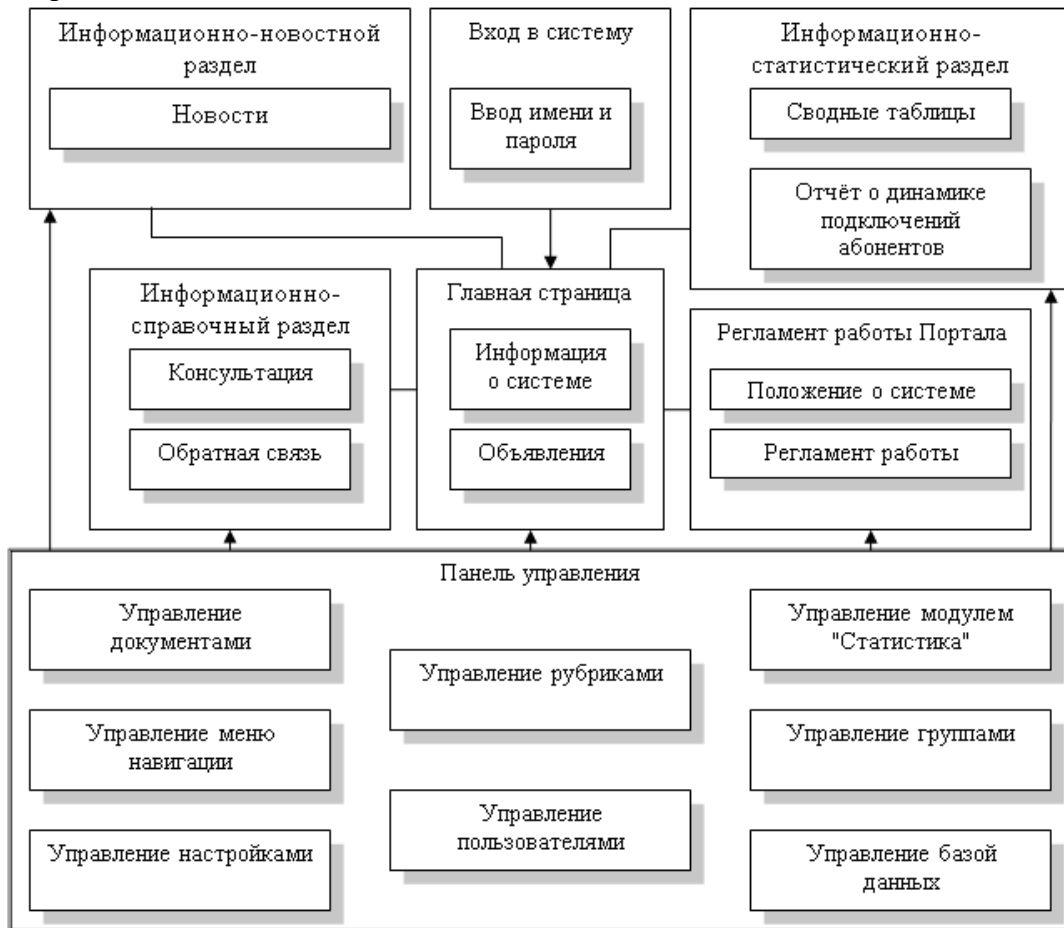 Информационно-новостной
раздел
Новости
Вход в систему
Ввод имени и
пароля
Информационно-
статистический раздел
Сводные таблицы
Отчёт о динамике
подключений
абонентов
Информационно-
справочный раздел
Консультация
Обратная связь
Главная страница
Информация
о системе
Объявления
Регламент работы Портала
Положение о системе
Регламент работы
Панель управления
Управление
документами
Управление меню
навигации
Управление настройками
Управление рубриками
Управление
пользователями
Управление модулем
"Статистика"
Управление группами
Управление базой
данных